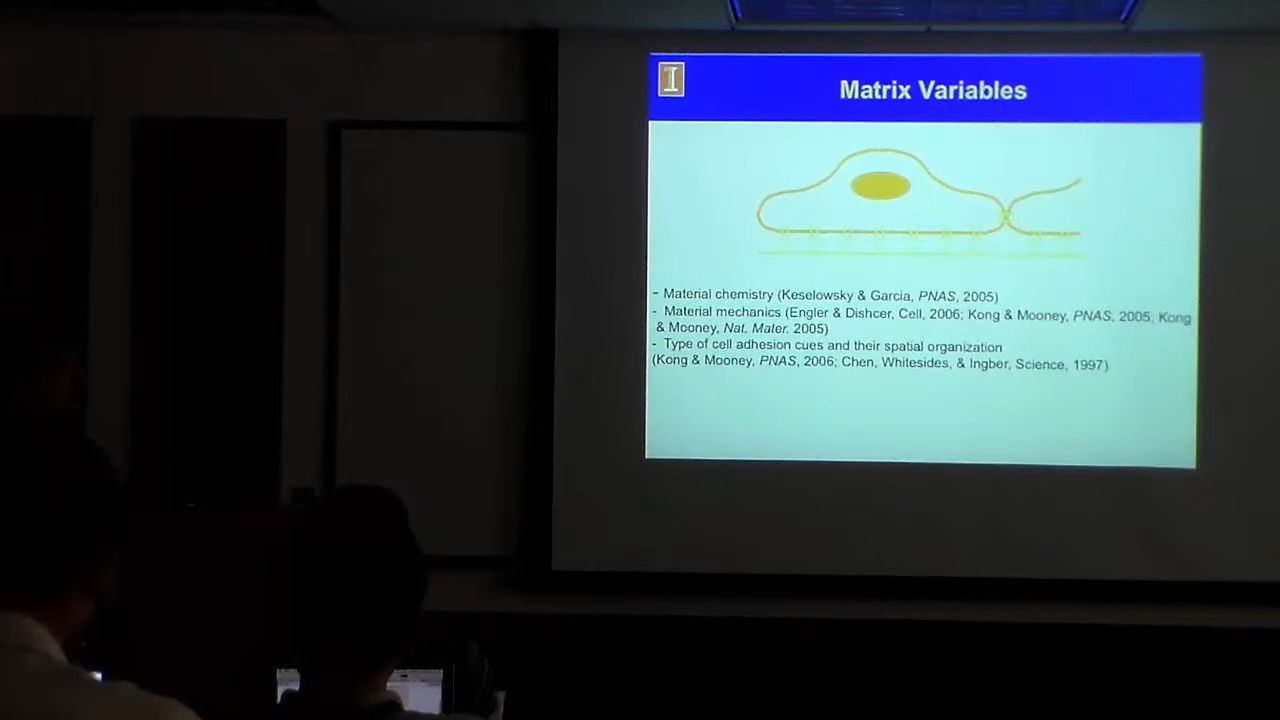 I
Matrix Variables
- Material chemistry (Keselowsky & Garcia, PNAS, 2005)
- Material mechanics (Engler & Dishcer, Cell, 2006; Kong & Mooney, PNAS, 2005; Kong
& Mooney, Nat. Mater. 2005)
- Type of cell adhesion cues and their spatial organization
(Kong & Mooney, PNAS, 2006; Chen, Whitesides, & Ingber, Science, 1997)